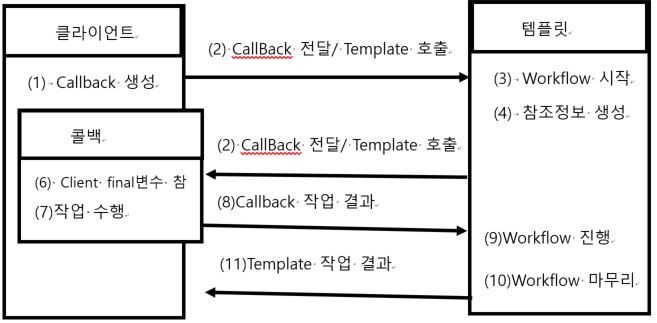 클라이언트
템플릿
(2) CallBack 전달/ Template 호출
(1) Callback 생성
(3) Workflow 시작
(4) 참조정보 생성
콜백
(2) CallBack 전달/ Template 호출
(6) Client final변수 참
(7)작업 수행
(8)Callback 작업 결과
(9)Workflow 진행
(11)Template 작업 결과
(10)Workflow 마무리